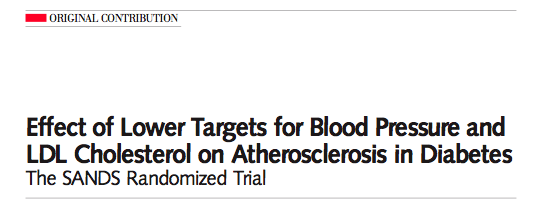 ORIGINAL CONTRIBUTION
Effect of Lower Targets for Blood Pressure and
LDL Cholesterol on Atherosclerosis in Diabetes
The SANDS Randomized Trial